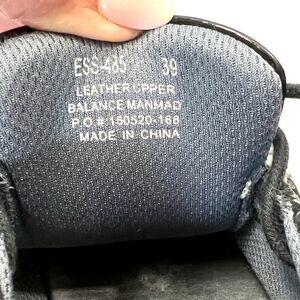 ESS-485 39
LEATHER UPPER
BALANCE MANMAD
P.O.#:150520-168
MADE IN CHINA